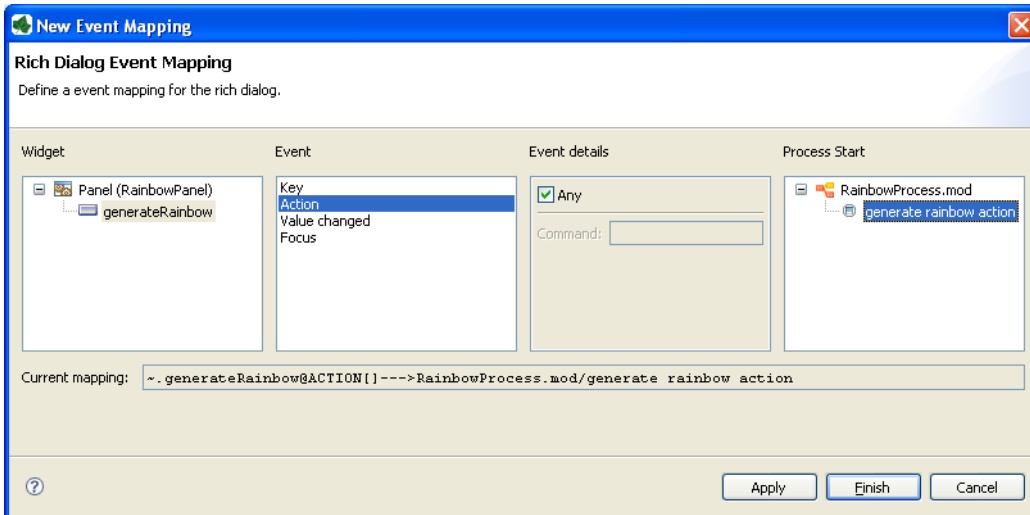 New Event Mapping
Rich Dialog Event Mapping
Define a event mapping for the rich dialog.
Widget
Event
Event details
Process Start
Panel (RainbowPanel)
generateRainbow
Key
Action
Value changed
Focus
Any
Command:
RainbowProcess.mod
generate rainbow action
Current mapping: ~.generateRainbow@ACTION[]--->RainbowProcess.mod/generate rainbow action
?
Apply
Finish
Cancel